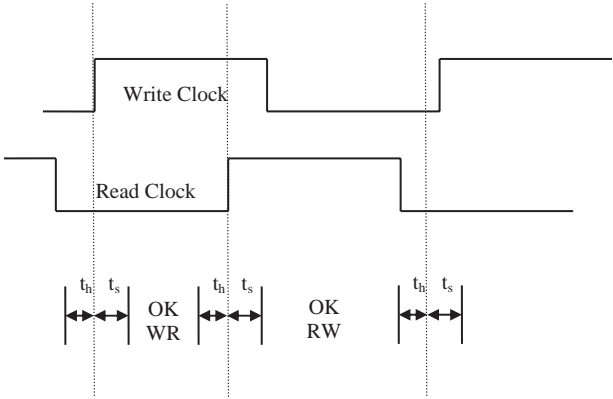 Write Clock
Read Clock
th ts th ts th ts
OK OK
WR RW